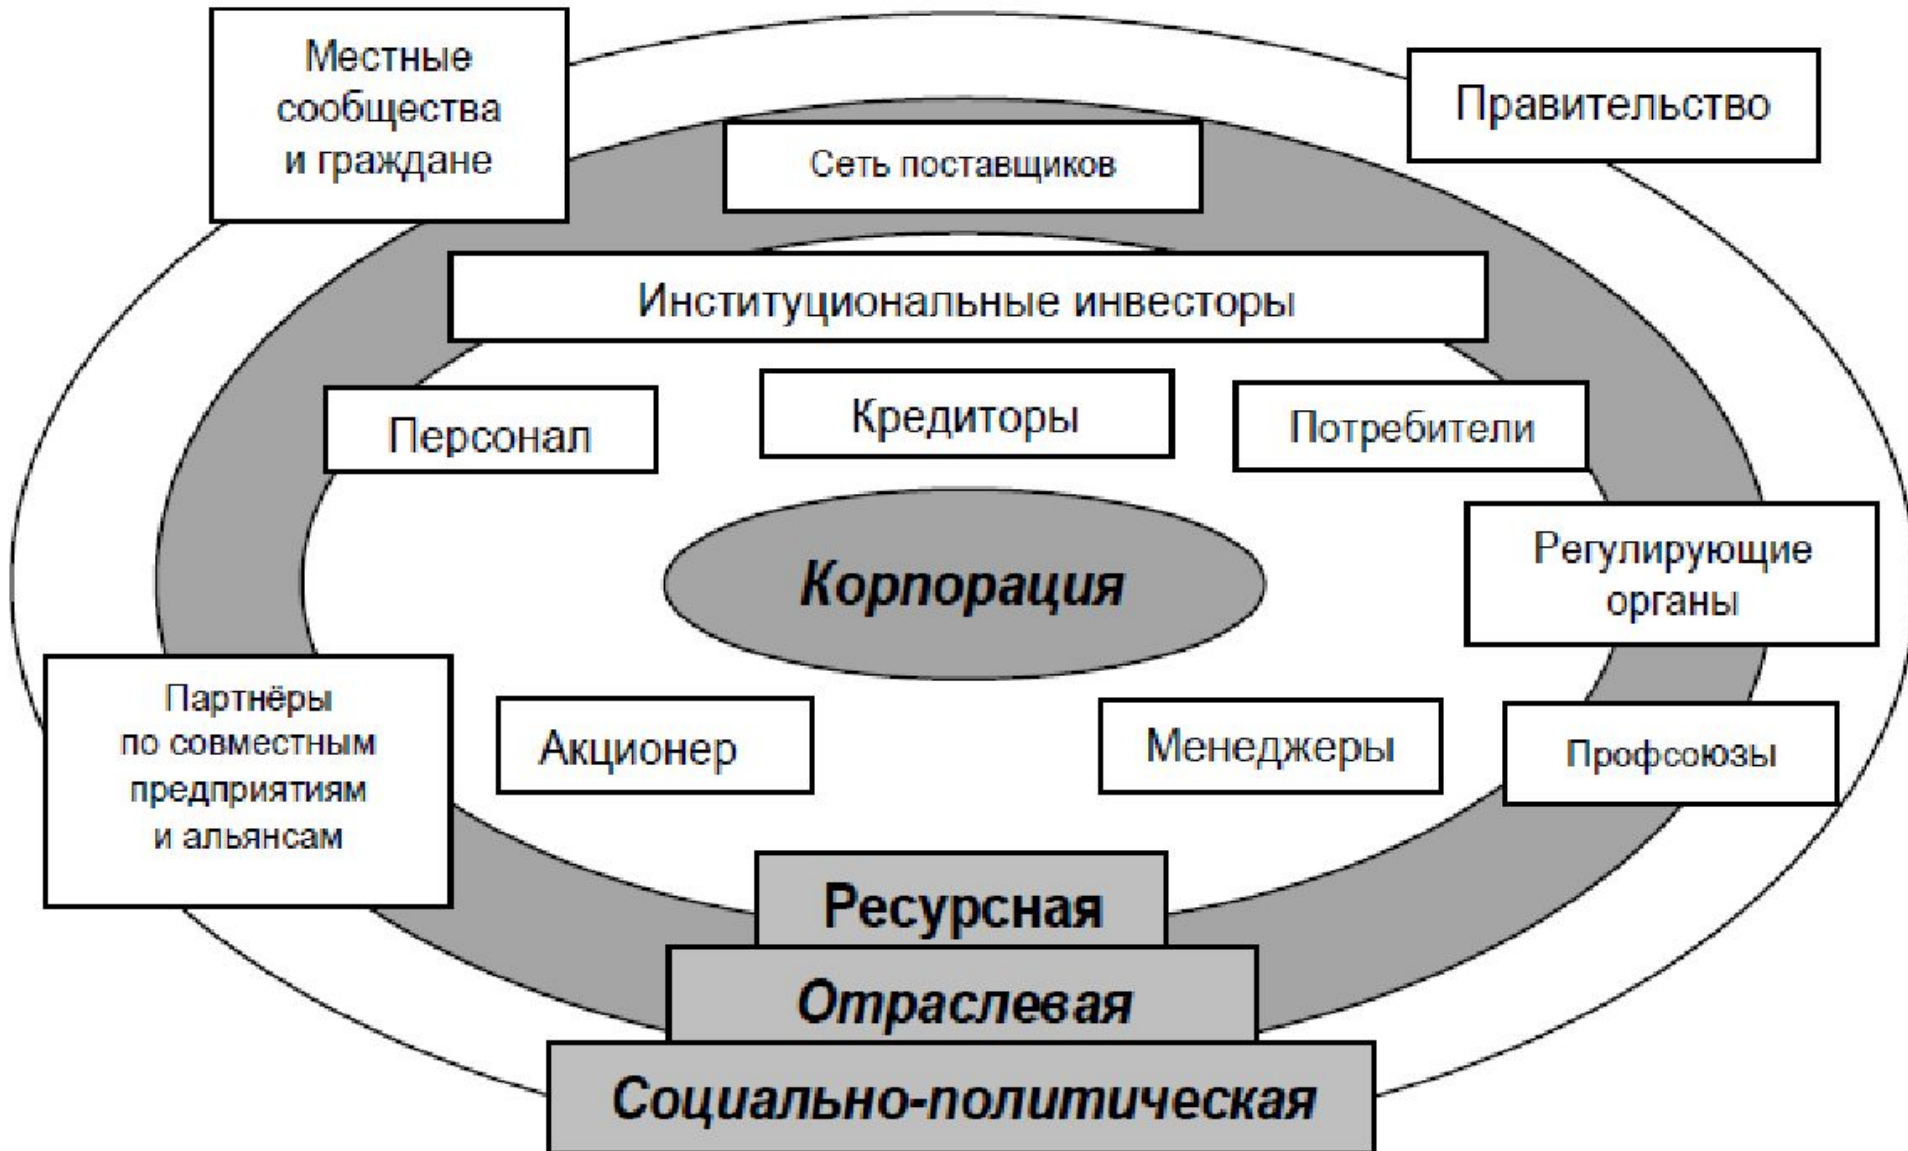 Местные
сообщества
и граждане
Правительство
Сеть поставщиков
Институциональные инвесторы
Персонал
Кредиторы
Потребители
Корпорация
Регулирующие
органы
Партнёры
по совместным
предприятиям
и альянсам
Акционер
Менеджеры
Профсоюзы
Ресурсная
Отраслевая
Социально-политическая